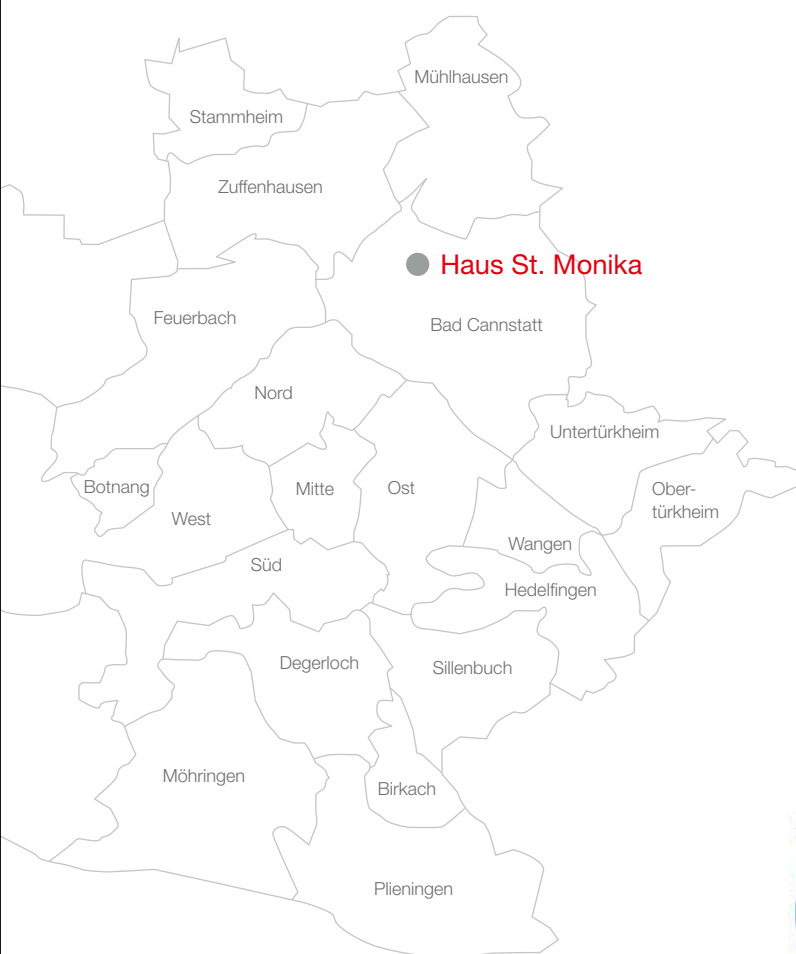 Mühlhausen
Stammheim
Zuffenhausen
Haus St. Monika
Feuerbach
Bad Cannstatt
Nord
Untertürkheim
Botnang
Mitte
Ost
Ober-
türkheim
West
Wangen
Süd
Hedelfingen
Degerloch
Sillenbuch
Möhringen
Birkach
Plieningen